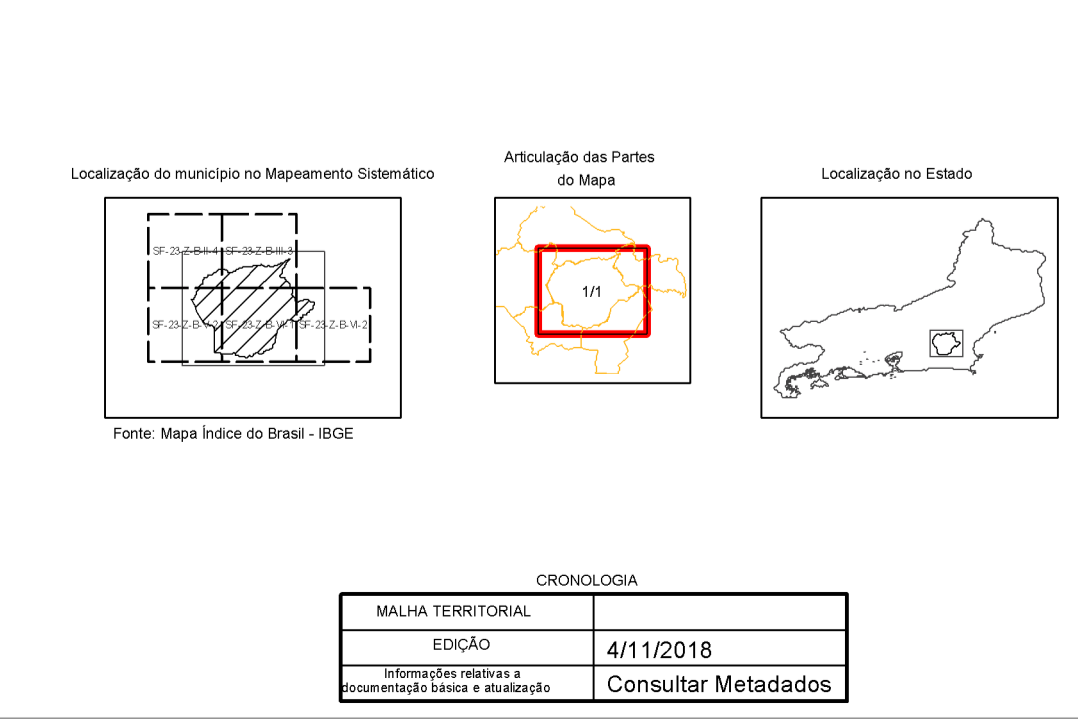 Localização do município no Mapeamento Sistemático
SF-23-Z-B-II-4
SF-23-Z-B-III-3
SF-23-Z-B-V-2
SF-23-Z-B-VI-1
SF-23-Z-B-VI-2
Fonte: Mapa Índice do Brasil - IBGE
Articulação das Partes
do Mapa
1/1
Localização no Estado
CRONOLOGIA
MALHA TERRITORIAL
EDIÇÃO
4/11/2018
Informações relativas a
documentação básica e atualização
Consultar Metadados